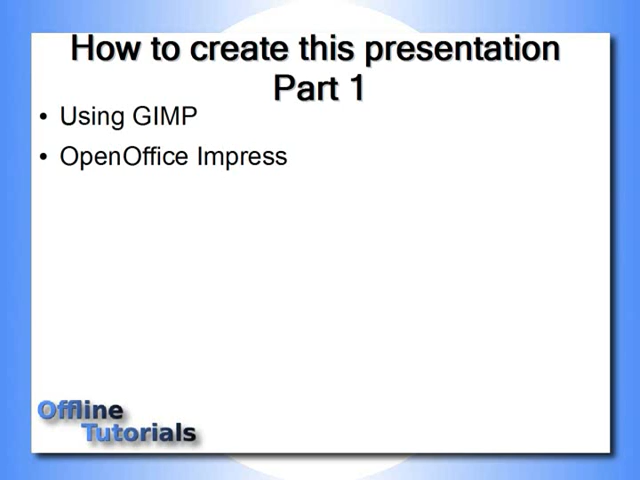 How to create this presentation
Part 1
• Using GIMP
• OpenOffice Impress
Offline
Tutorials